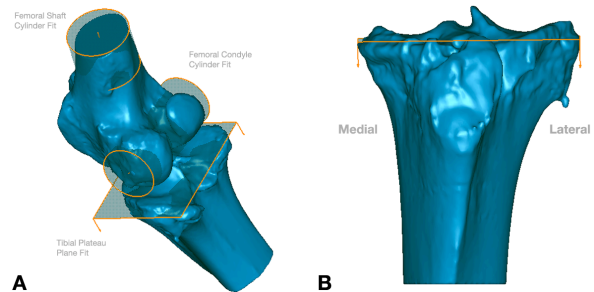 Femoral Shaft
Cylinder Fit
Femoral Condyle
Cylinder Fit
Medial
Lateral
Tibial Plateau
Plane Fit
A
B